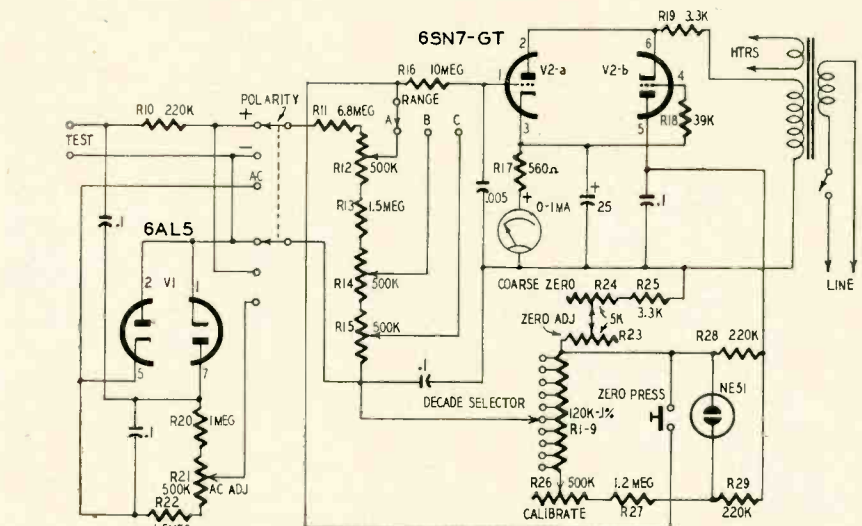 R19 3.3K
6SN7-GT
HTRS
2
6
R16 10MEG
1
V2-a
V2-b
4
POLARITY
RANGE
R10 220K
+
R11 6.8MEG
A
B
C
3
5
R18
39K
TEST
−
R12
500K
R17
560Ω
AC
+
+
.1
R13
1.5MEG
.005
0-1MA
25
.1
6AL5
2
V1
1
R14
500K
COARSE ZERO
R24
R25
LINE
5K
3.3K
ZERO ADJ
R23
R15
500K
R28
220K
5
7
.1
DECADE SELECTOR
ZERO PRESS
NE51
R20
1MEG
120K-1%
R1-9
.1
R21
500K
AC ADJ
R26
500K
1.2 MEG
R29
R22
CALIBRATE
R27
220K